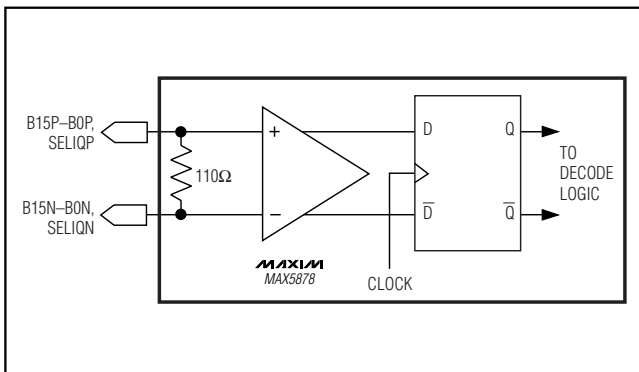 B15P–B0P,
SELIQP
B15N–B0N,
SELIQN
110Ω
+
−
MAXIM
MAX5878
CLOCK
D
Q
D̅
Q̅
TO
DECODE
LOGIC